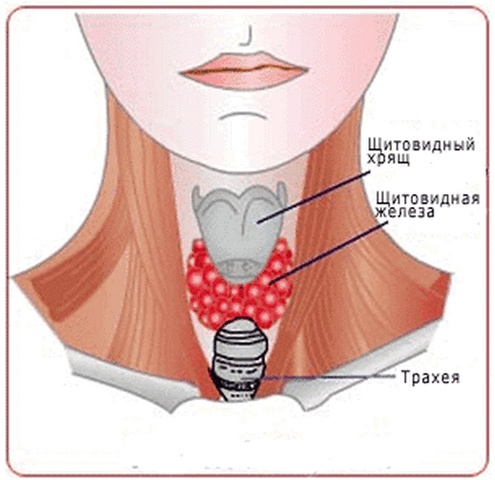 Щитовидный
хрящ
Щитовидная
железа
Трахея